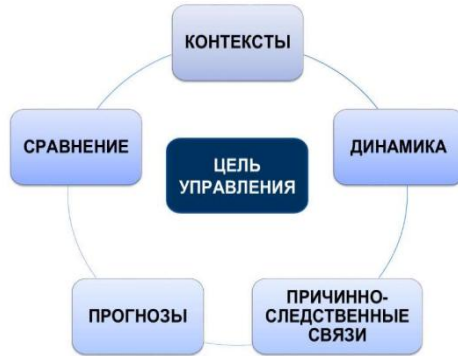 КОНТЕКСТЫ
СРАВНЕНИЕ
ЦЕЛЬ
УПРАВЛЕНИЯ
ДИНАМИКА
ПРОГНОЗЫ
ПРИЧИННО-
СЛЕДСТВЕННЫЕ
СВЯЗИ